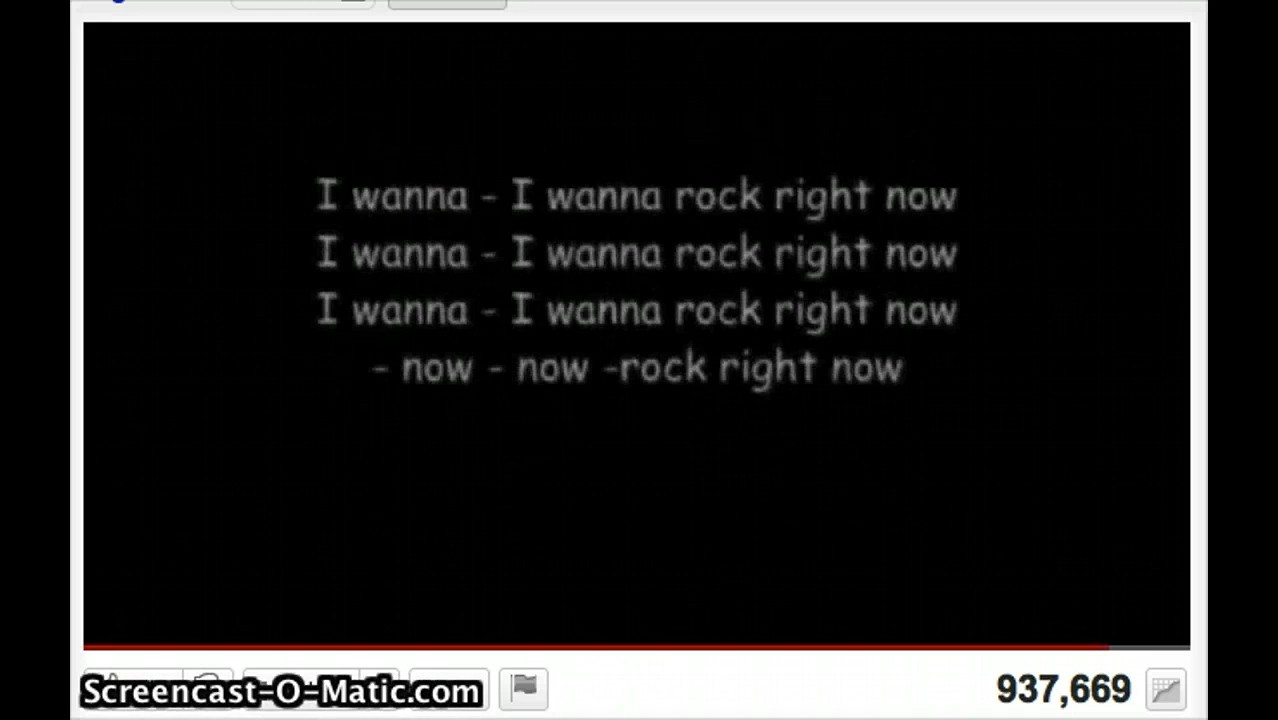 I wanna - I wanna rock right now
I wanna - I wanna rock right now
I wanna - I wanna rock right now
- now - now -rock right now
Screencast-O-Matic.com
937,669